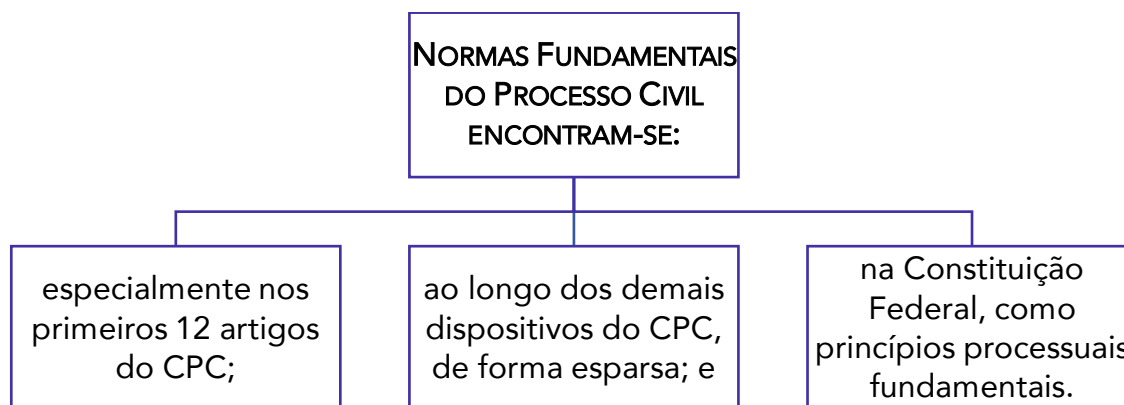 NORMAS FUNDAMENTAIS
DO PROCESSO CIVIL
ENCONTRAM-SE:
especialmente nos
primeiros 12 artigos
do CPC;
ao longo dos demais
dispositivos do CPC,
de forma esparsa; e
na Constituição
Federal, como
princípios processuais
fundamentais.